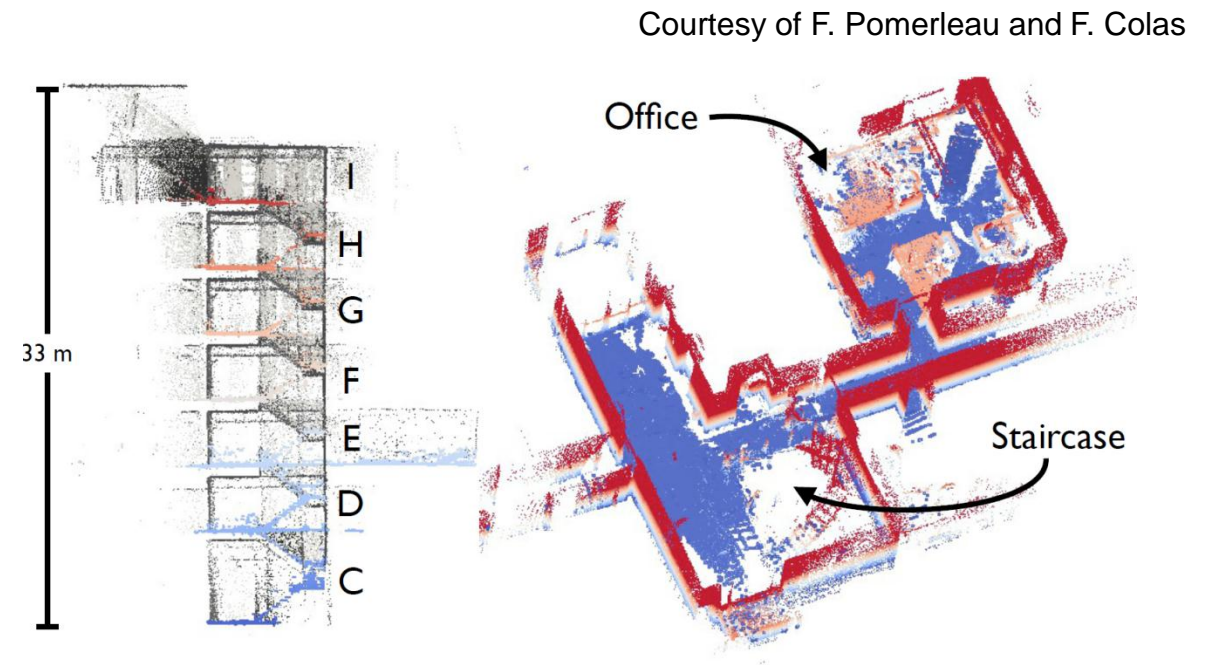 Courtesy of F. Pomerleau and F. Colas
Office
I
H
G
33 m
F
E
Staircase
D
C